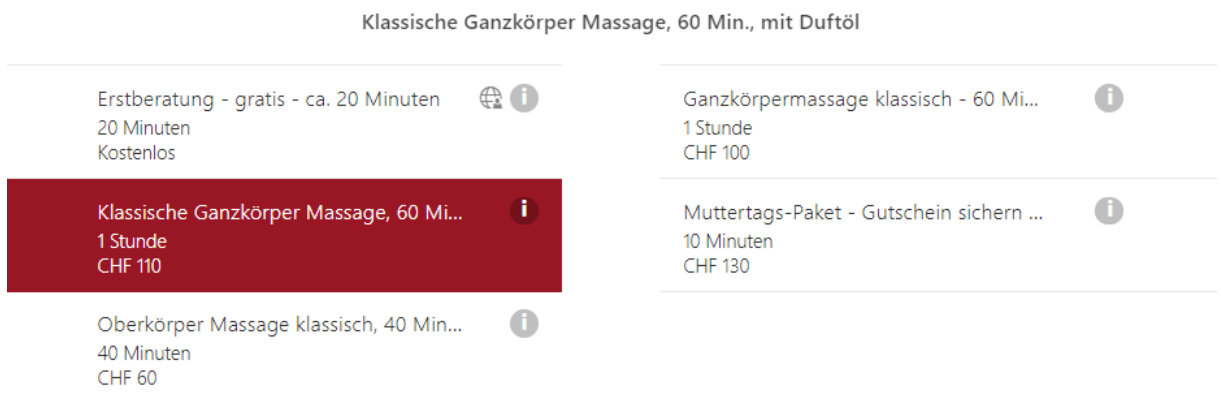 Klassische Ganzkörper Massage, 60 Min., mit Duftöl
Erstberatung - gratis - ca. 20 Minuten
20 Minuten
Kostenlos
Klassische Ganzkörper Massage, 60 Mi...
1 Stunde
CHF 110
Oberkörper Massage klassisch, 40 Min...
40 Minuten
CHF 60
Ganzkörpermassage klassisch - 60 Mi...
1 Stunde
CHF 100
Muttertags-Paket - Gutschein sichern ...
10 Minuten
CHF 130